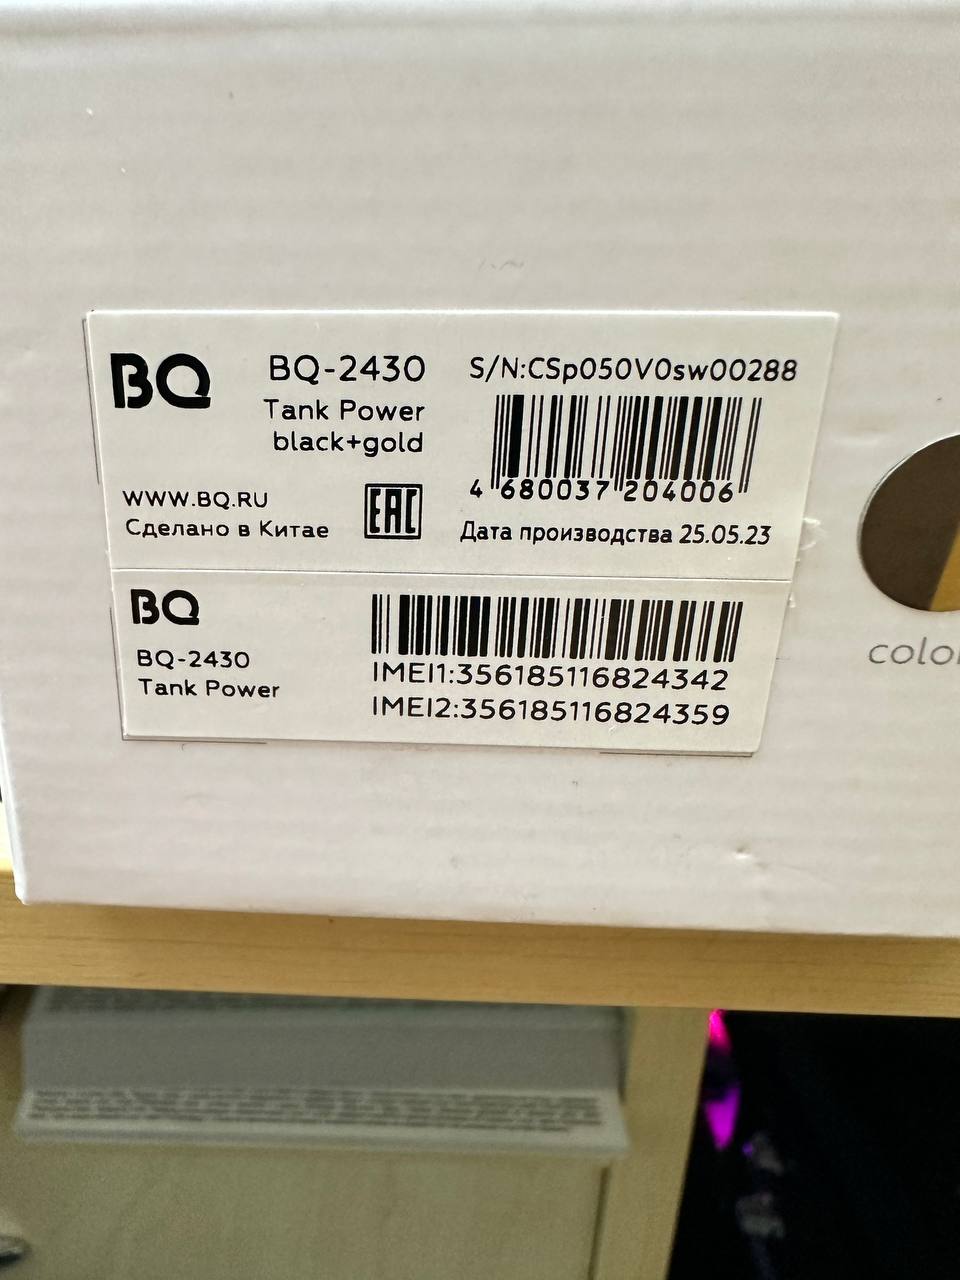 BQ
BQ-2430
Tank Power
black+gold
S/N:CSp050V0sw00288
4 680037 204006
WWW.BQ.RU
Сделано в Китае
EAC
Дата производства 25.05.23
BQ
BQ-2430
Tank Power
IMEI1:356185116824342
IMEI2:356185116824359
color